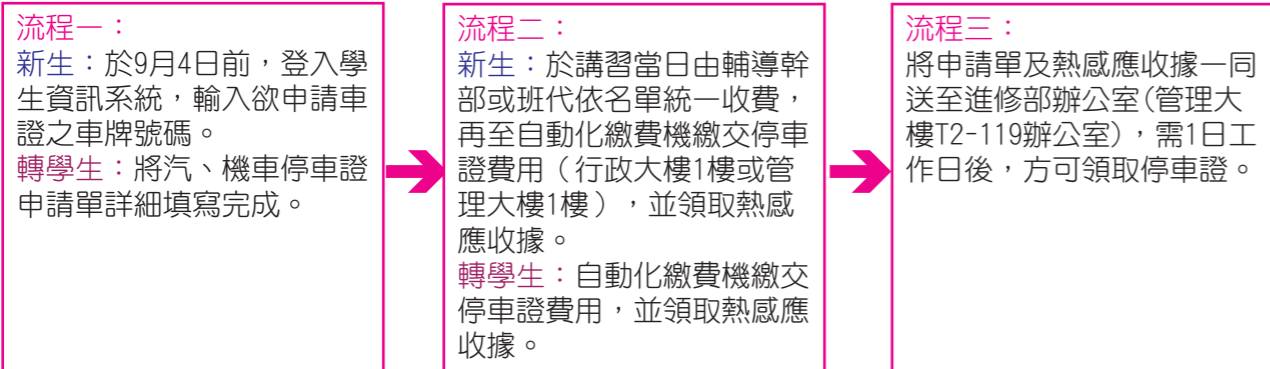 流程一：
新生：於9月4日前，登入學
生資訊系統，輸入欲申請車
證之車牌號碼。
轉學生：將汽、機車停車證
申請單詳細填寫完成。
流程二：
新生：於講習當日由輔導幹
部或班代依名單統一收費，
再至自動化繳費機繳交停車
證費用（行政大樓1樓或管
理大樓1樓），並領取熱感
應收據。
轉學生：自動化繳費機繳交
停車證費用，並領取熱感應
收據。
流程三：
將申請單及熱感應收據一同
送至進修部辦公室(管理大
樓T2-119辦公室)，需1日工
作日後，方可領取停車證。